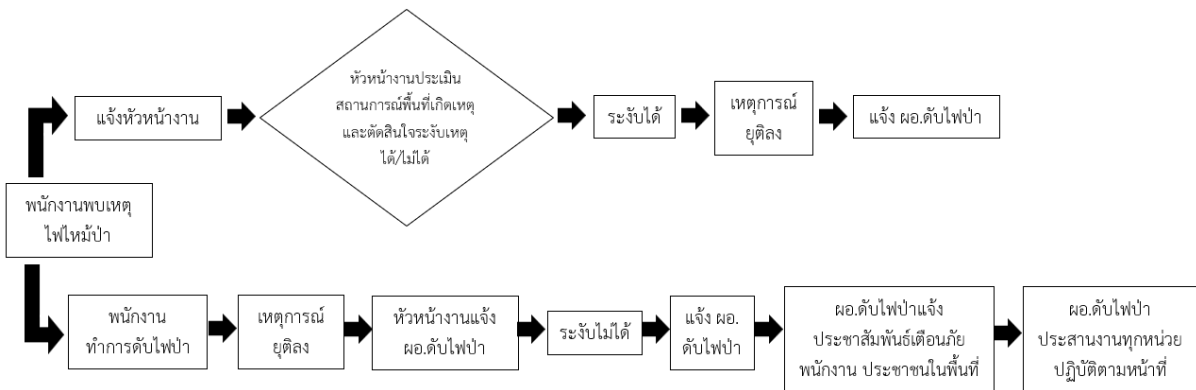 พนักงานพบเหตุ
ไฟไหม้ป่า
แจ้งหัวหน้างาน
หัวหน้างานประเมิน
สถานการณ์พื้นที่เกิดเหตุ
และตัดสินใจระงับเหตุ
ได้/ไม่ได้
ระงับได้
เหตุการณ์
ยุติลง
แจ้ง ผอ.ดับไฟป่า
พนักงาน
ทำการดับไฟป่า
เหตุการณ์
ยุติลง
หัวหน้างานแจ้ง
ผอ.ดับไฟป่า
ระงับไม่ได้
แจ้ง ผอ.
ดับไฟป่า
ผอ.ดับไฟป่าแจ้ง
ประชาสัมพันธ์เตือนภัย
พนักงาน ประชาชนในพื้นที่
ผอ.ดับไฟป่า
ประสานงานทุกหน่วย
ปฏิบัติตามหน้าที่